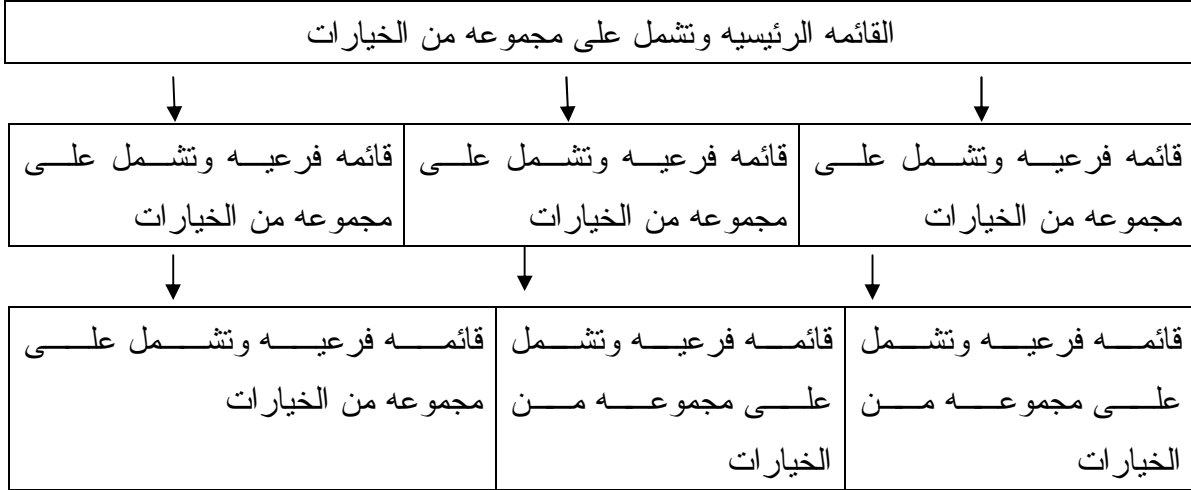 القائمه الرئيسيه وتشمل على مجموعه من الخيارات
قائمه فرعيه وتشمل على
مجموعه من الخيارات
قائمه فرعيه وتشمل على
مجموعه من الخيارات
قائمه فرعيه وتشمل على
مجموعه من الخيارات
قائمه فرعيه وتشمل
على مجموعه من
الخيارات
قائمه فرعيه وتشمل
على مجموعه من
الخيارات
قائمه فرعيه وتشمل على
مجموعه من الخيارات